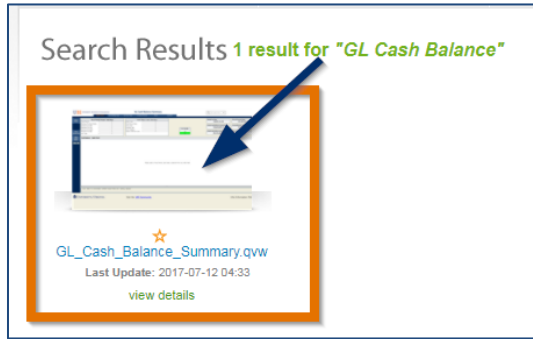 Search Results 1 result for "GL Cash Balance"
GL_Cash_Balance_Summary.qvw
Last Update: 2017-07-12 04:33
view details